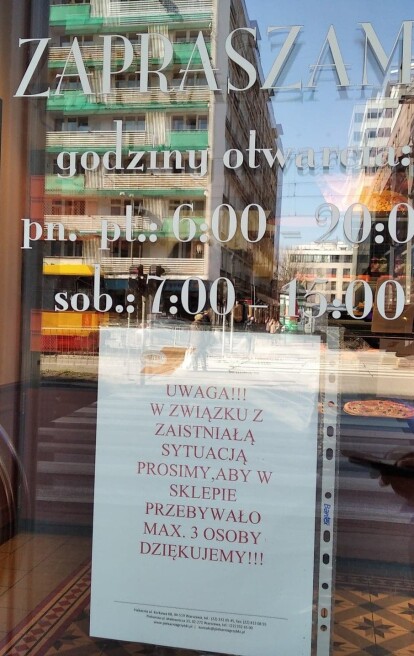 ZAPRASZAM
godziny otwarcia:
pn. - pt.: 6:00 - 20:0
sob.: 7:00 - 15:00
UWAGA!!!
W ZWIĄZKU Z
ZAISTNIAŁĄ
SYTUACJĄ
PROSIMY,ABY W
SKLEPIE
PRZEBYWAŁO
MAX. 3 OSOBY
DZIĘKUJEMY!!!